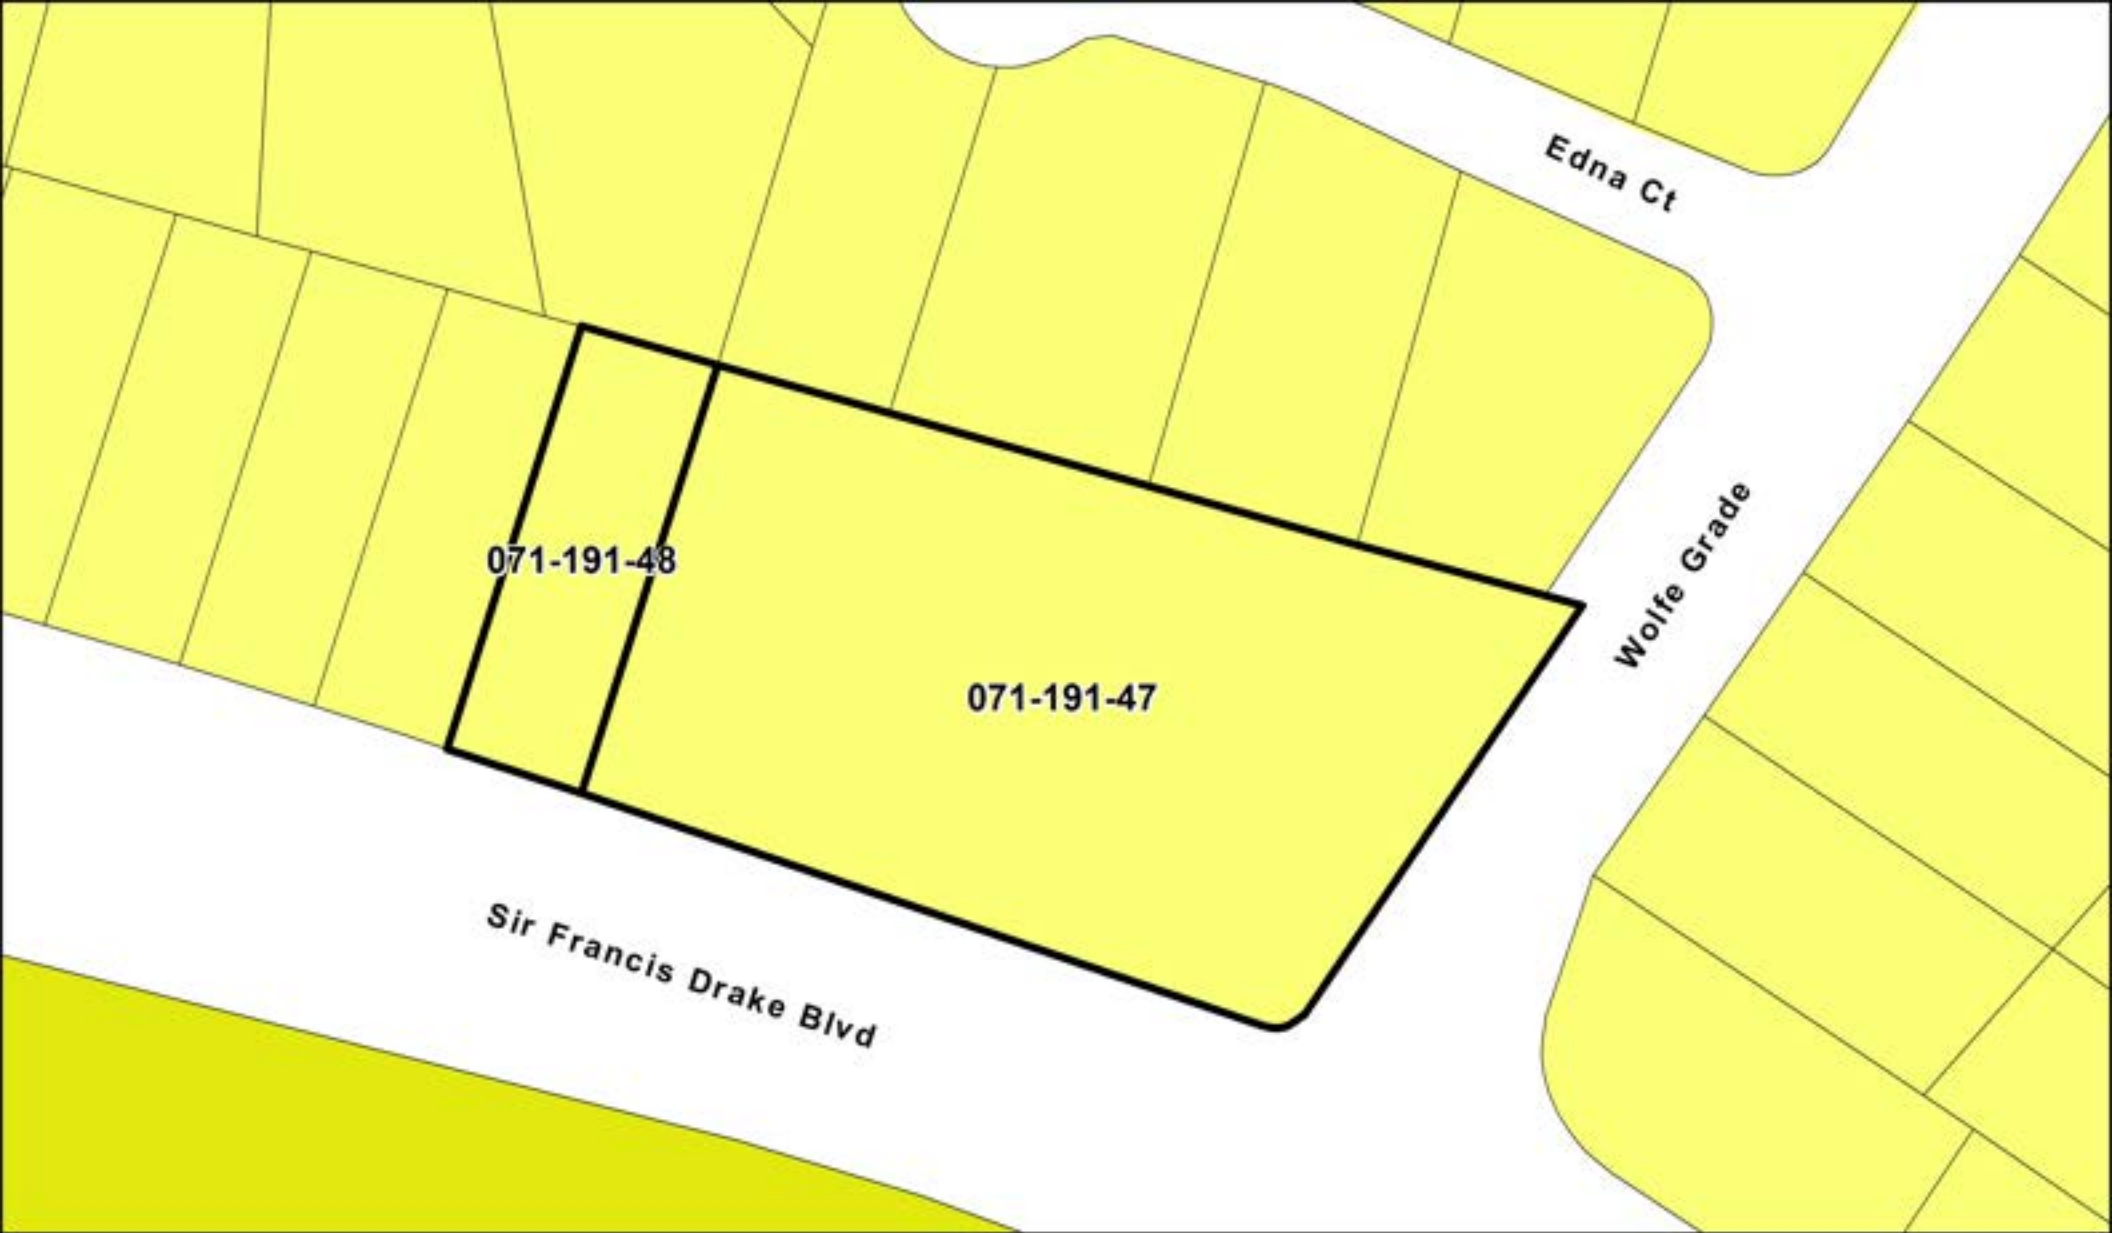 Edna Ct
Wolfe Grade
071-191-48
071-191-47
Sir Francis Drake Blvd